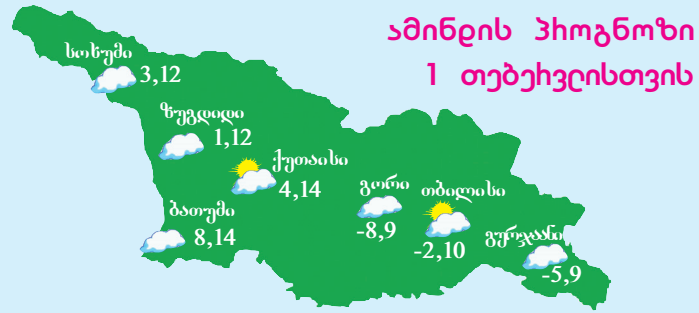 ამინდის პროგნოზი
1 თებერვლისთვის
სოხუმი
3,12
ზუგდიდი
1,12
ქუთაისი
4,14
გორი
-8,9
თბილისი
-2,10
ბათუმი
8,14
გურჯაანი
-5,9